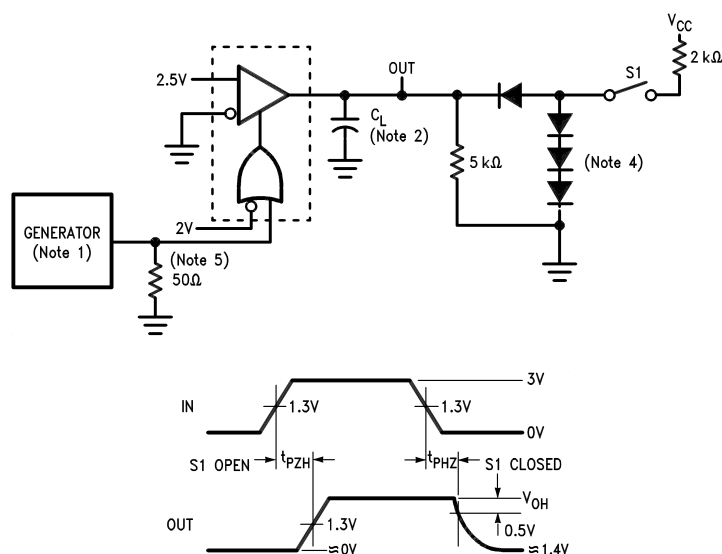 V_CC
2 kΩ
S1
OUT
2.5V
C_L
(Note 2)
5 kΩ
(Note 4)
GENERATOR
(Note 1)
2V
(Note 5)
50Ω
3V
IN
1.3V
1.3V
0V
S1 OPEN
t_PZH
t_PHZ
S1 CLOSED
V_OH
OUT
1.3V
0.5V
≈0V
≈1.4V